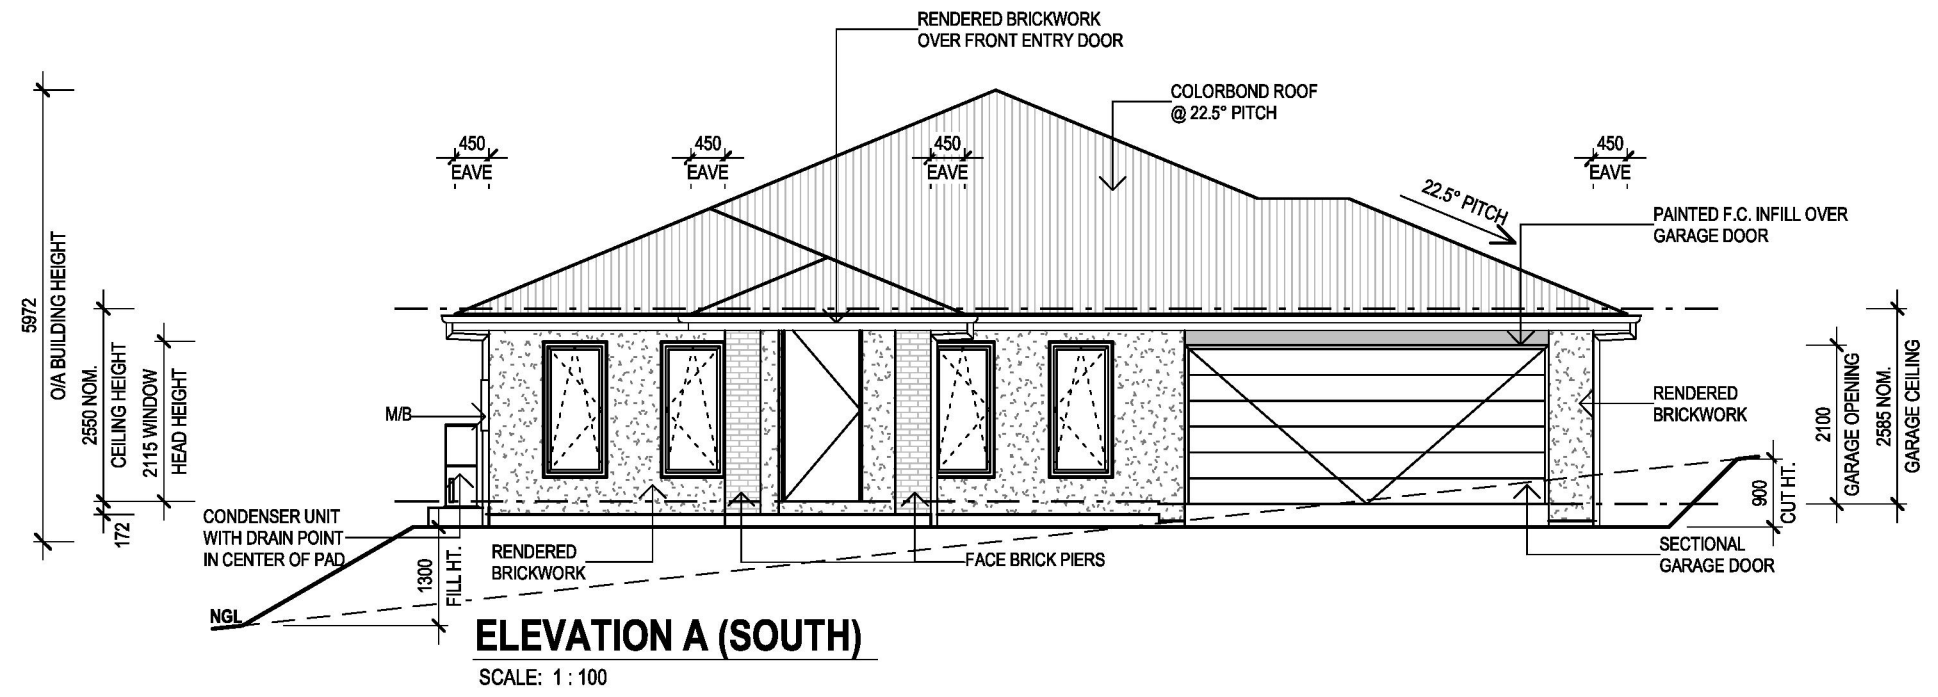 RENDERED BRICKWORK
OVER FRONT ENTRY DOOR
COLORBOND ROOF
@ 22.5° PITCH
450
EAVE
450
EAVE
450
EAVE
450
EAVE
22.5° PITCH
PAINTED F.C. INFILL OVER
GARAGE DOOR
5972
O/A BUILDING HEIGHT
2550 NOM.
CEILING HEIGHT
2115 WINDOW
HEAD HEIGHT
172
M/B
RENDERED
BRICKWORK
2100
GARAGE OPENING
2585 NOM.
GARAGE CEILING
900
CUT HT.
CONDENSER UNIT
WITH DRAIN POINT
IN CENTER OF PAD
1300
FILL HT.
RENDERED
BRICKWORK
FACE BRICK PIERS
SECTIONAL
GARAGE DOOR
NGL
ELEVATION A (SOUTH)
SCALE: 1 : 100